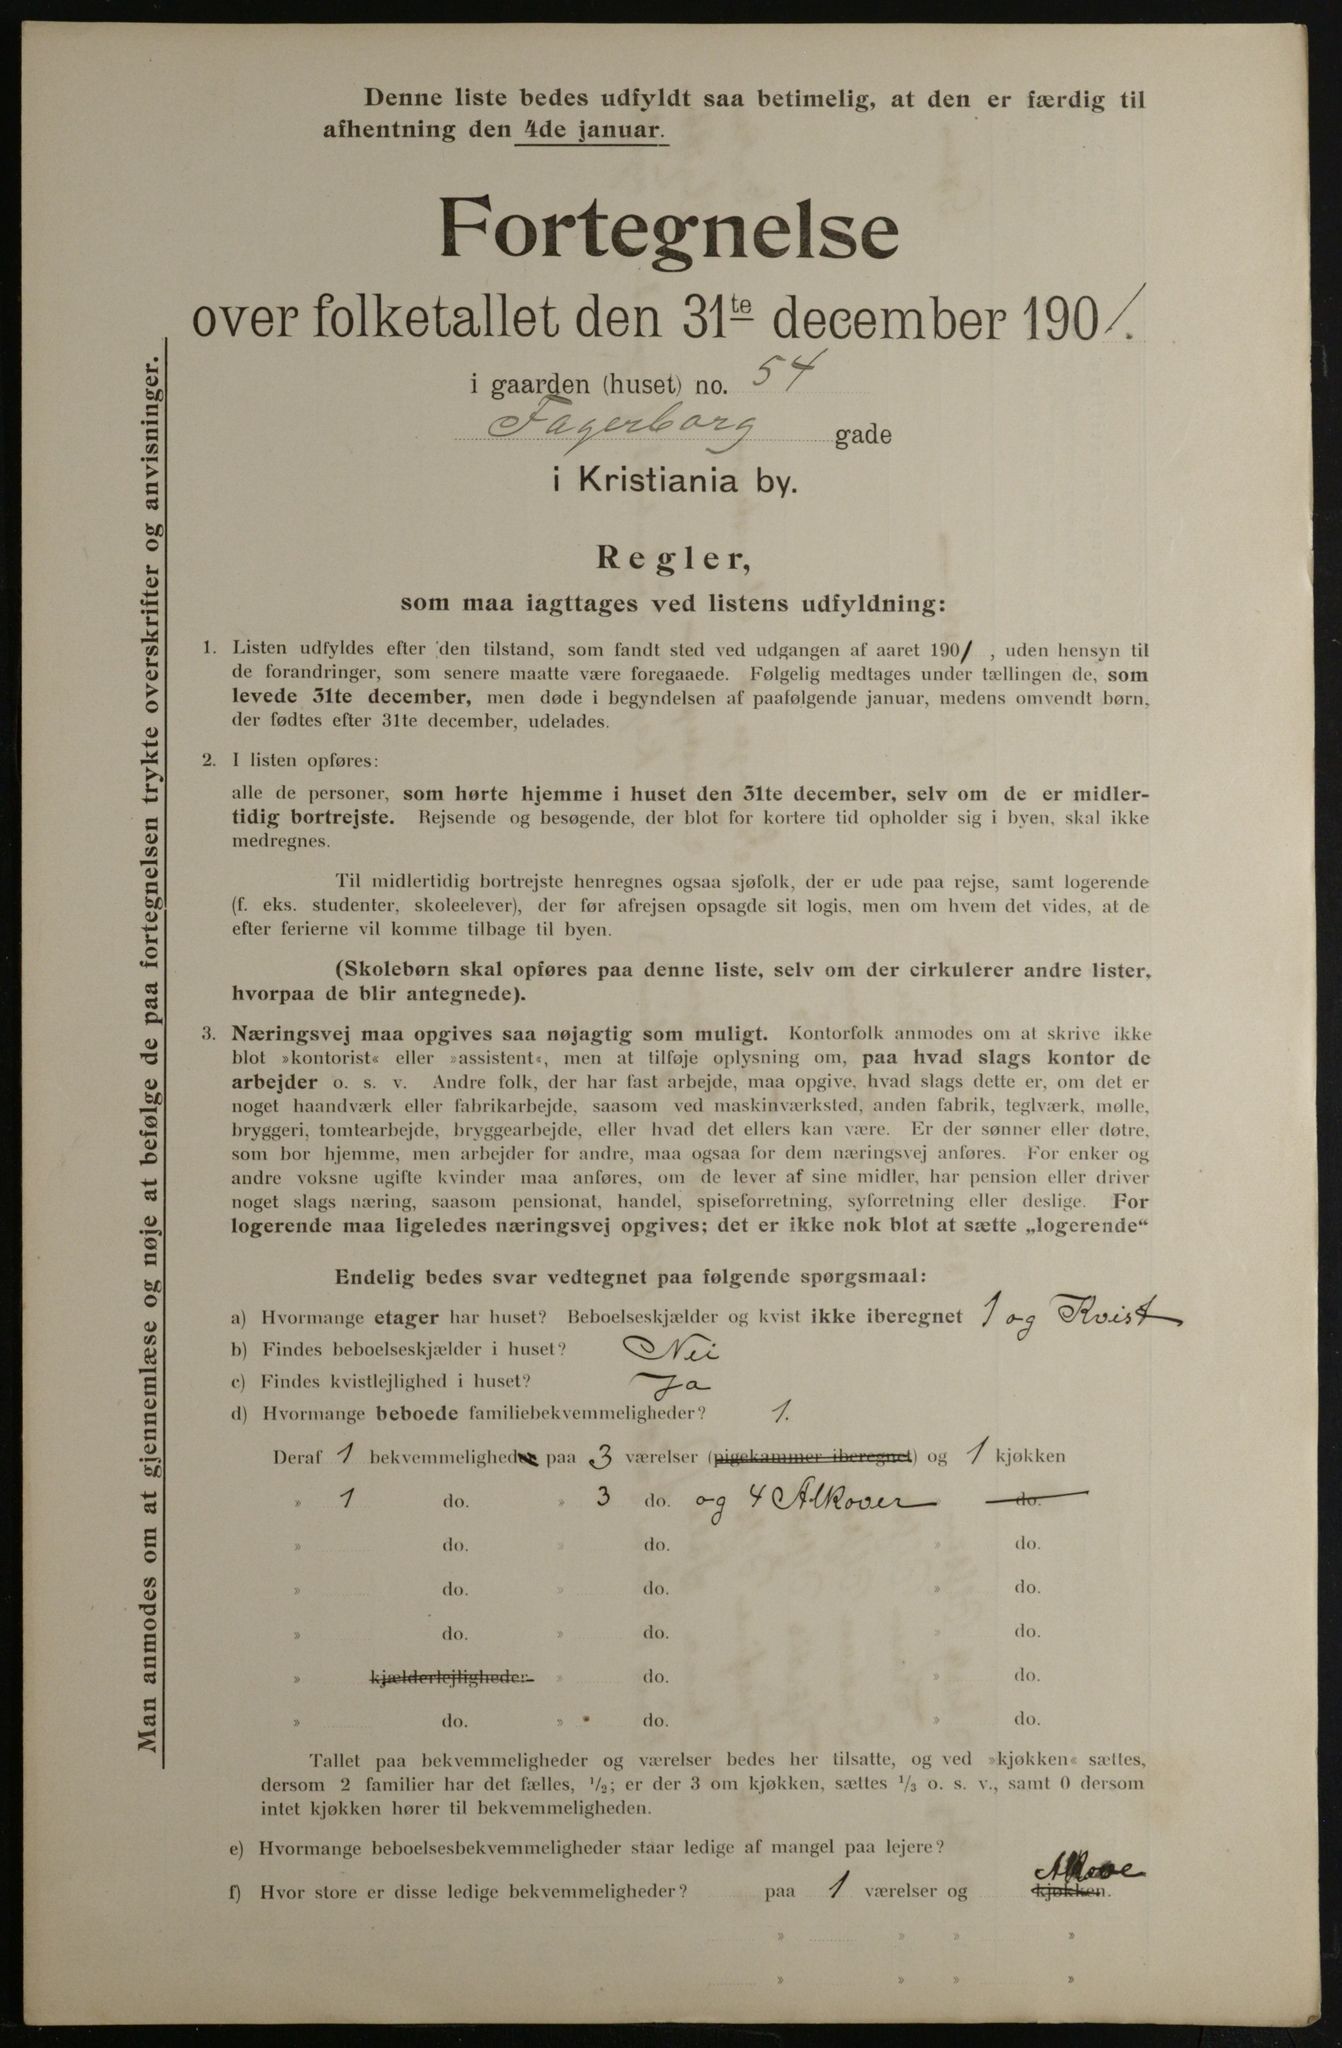 Denne liste bedes udfyldt saa betimelig, at den er færdig til
afhentning den 4de januar.
Fortegnelse
over folketallet den 31te december 1901.
i gaarden (huset) no. 54
Fagerborg gade
i Kristiania by.
Regler,
som maa iagttages ved listens udfyldning:
1. Listen udfyldes efter den tilstand, som fandt sted ved udgangen af aaret 1901, uden hensyn til
de forandringer, som senere maatte være foregaaede. Følgelig medtages under tællingen de, som
levede 31te december, men døde i begyndelsen af paafølgende januar, medens omvendt børn,
der fødtes efter 31te december, udelades.
2. I listen opføres:
alle de personer, som hørte hjemme i huset den 31te december, selv om de er midler-
tidig bortrejste. Rejsende og besøgende, der blot for kortere tid opholder sig i byen, skal ikke
medregnes.
Til midlertidig bortrejste henregnes ogsaa sjøfolk, der er ude paa rejse, samt logerende
(f. eks. studenter, skoleelever), der før afrejsen opsagde sit logis, men om hvem det vides, at de
efter ferierne vil komme tilbage til byen.
(Skolebørn skal opføres paa denne liste, selv om der cirkulerer andre lister,
hvorpaa de blir antegnede).
3. Næringsvej maa opgives saa nøjagtig som muligt. Kontorfolk anmodes om at skrive ikke
blot »kontorist« eller »assistent«, men at tilføje oplysning om, paa hvad slags kontor de
arbejder o. s. v. Andre folk, der har fast arbejde, maa opgive, hvad slags dette er, om det er
noget haandværk eller fabrikarbejde, saasom ved maskinværksted, anden fabrik, teglværk, mølle,
bryggeri, tomtearbejde, bryggearbejde, eller hvad det ellers kan være. Er der sønner eller døtre,
som bor hjemme, men arbejder for andre, maa ogsaa for dem næringsvej anføres. For enker og
andre voksne ugifte kvinder maa anføres, om de lever af sine midler, har pension eller driver
noget slags næring, saasom pensionat, handel, spiseforretning, syforretning eller deslige. For
logerende maa ligeledes næringsvej opgives; det er ikke nok blot at sætte „logerende“
Endelig bedes svar vedtegnet paa følgende spørgsmaal:
a) Hvormange etager har huset? Beboelseskjælder og kvist ikke iberegnet 1 og Kvist
b) Findes beboelseskjælder i huset? Nei
c) Findes kvistlejlighed i huset? Ja
d) Hvormange beboede familiebekvemmeligheder? 1.
Deraf 1 bekvemmeligheder paa 3 værelser (pigekammer iberegnet) og 1 kjøkken
» 1 do. » 3 do. og 4 Alkover » do.
» do. » do. » do.
» do. » do. » do.
» do. » do. » do.
» kjælderlejligheder » do. » do.
» do. » do. » do.
Tallet paa bekvemmeligheder og værelser bedes her tilsatte, og ved »kjøkken« sættes,
dersom 2 familier har det fælles, 1/2; er der 3 om kjøkken, sættes 1/3 o. s. v., samt 0 dersom
intet kjøkken hører til bekvemmeligheden.
e) Hvormange beboelsesbekvemmeligheder staar ledige af mangel paa lejere?
f) Hvor store er disse ledige bekvemmeligheder? paa 1 værelser og kjøkken. Alkove
» » » »
» » » »
Man anmodes om at gjennemlæse og nøje at befølge de paa fortegnelsen trykte overskrifter og anvisninger.